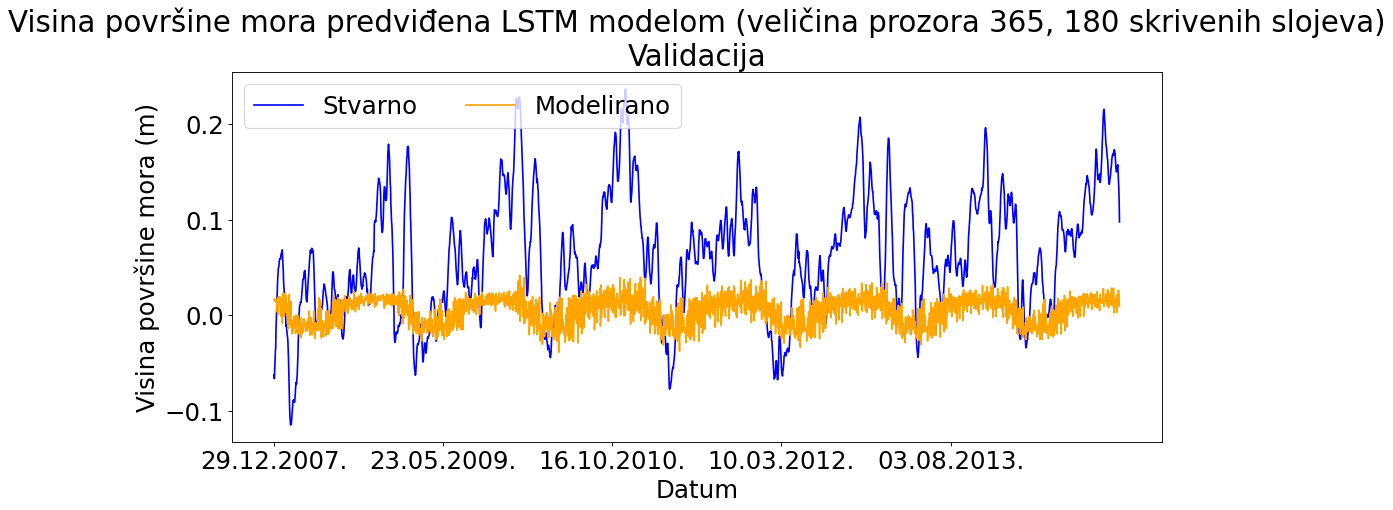 Visina površine mora predviđena LSTM modelom (veličina prozora 365, 180 skrivenih slojeva)
Validacija
Stvarno Modelirano
Visina površine mora (m)
0.2
0.1
0.0
−0.1
29.12.2007. 23.05.2009. 16.10.2010. 10.03.2012. 03.08.2013.
Datum